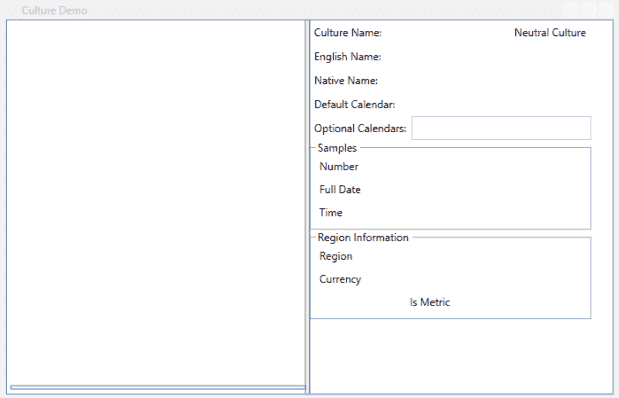 Culture Demo
Culture Name: Neutral Culture
English Name:
Native Name:
Default Calendar:
Optional Calendars:
Samples
Number
Full Date
Time
Region Information
Region
Currency
Is Metric